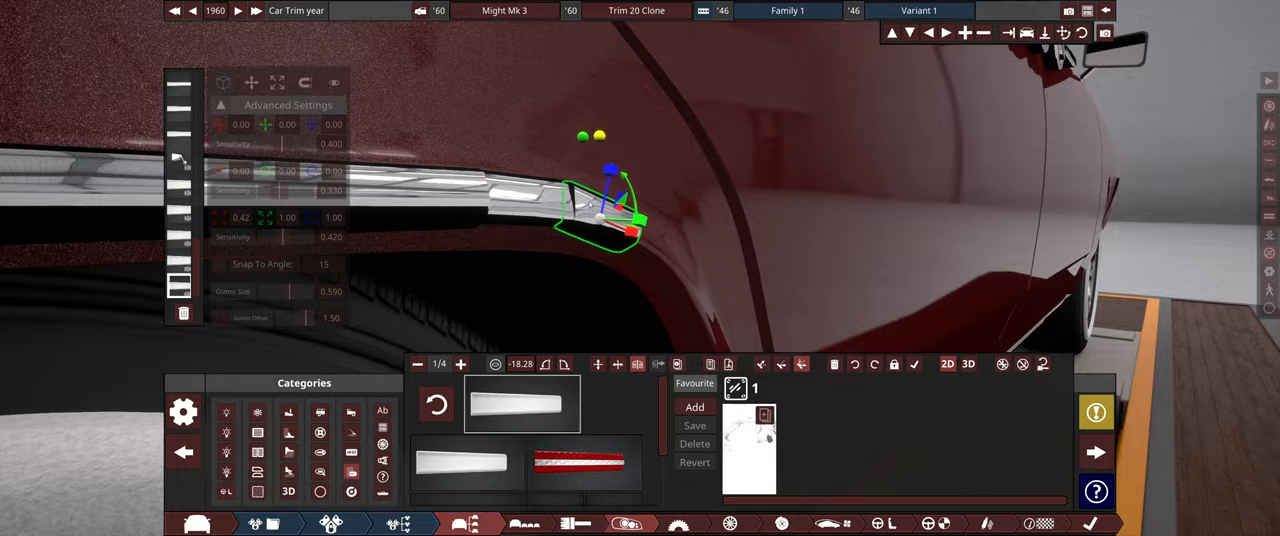 1960 Car Trim year '60 Might Mk 3 '60 Trim 20 Clone '46 Family 1 '46 Variant 1
Advanced Settings
0.00 0.00 0.00
Sensitivity 0.400
0.00 0.00 0.00
Sensitivity 0.330
0.42 1.00 1.00
Sensitivity 0.420
Snap To Angle: 15
Gizmo Size 0.590
Gizmo Offset 1.50
1/4 -18.28 2D 3D
Categories
Favourite 1
Add
Save
Delete
Revert
Ab
L 3D